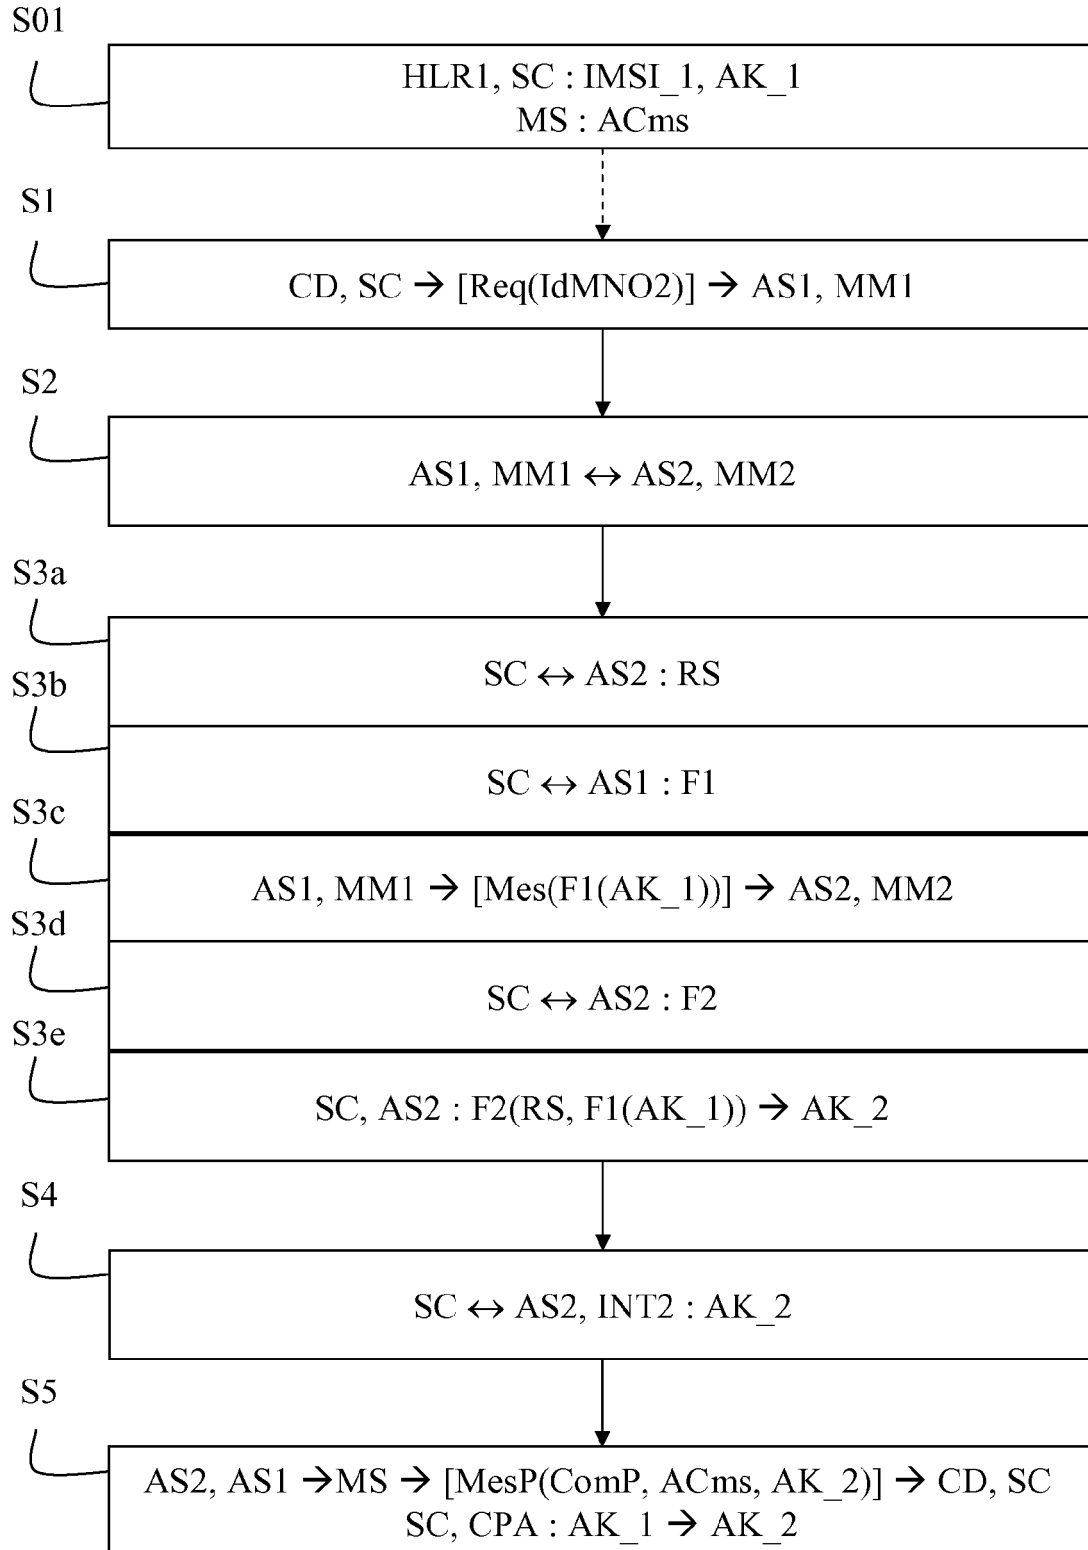 S01
HLR1, SC : IMSI_1, AK_1
MS : ACms
S1
CD, SC → [Req(IdMNO2)] → AS1, MM1
S2
AS1, MM1 ↔ AS2, MM2
S3a
SC ↔ AS2 : RS
S3b
SC ↔ AS1 : F1
S3c
AS1, MM1 → [Mes(F1(AK_1))] → AS2, MM2
S3d
SC ↔ AS2 : F2
S3e
SC, AS2 : F2(RS, F1(AK_1)) → AK_2
S4
SC ↔ AS2, INT2 : AK_2
S5
AS2, AS1 →MS → [MesP(ComP, ACms, AK_2)] → CD, SC
SC, CPA : AK_1 → AK_2